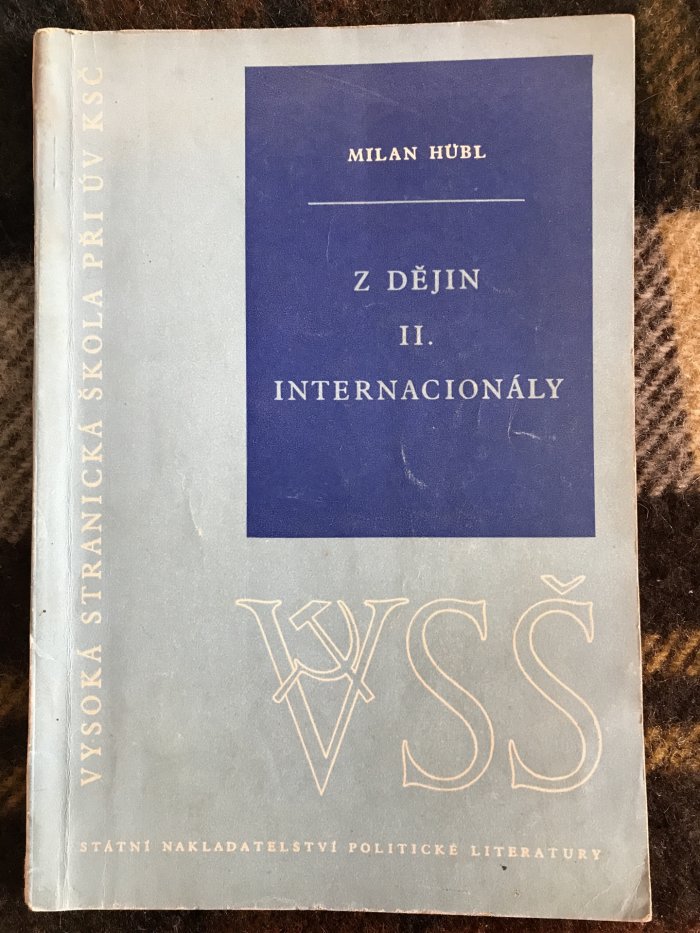 VYSOKÁ STRANICKÁ ŠKOLA PŘI ÚV KSČ
MILAN HÜBL
Z DĚJIN
II.
INTERNACIONÁLY
VSŠ
STÁTNÍ NAKLADATELSTVÍ POLITICKÉ LITERATURY